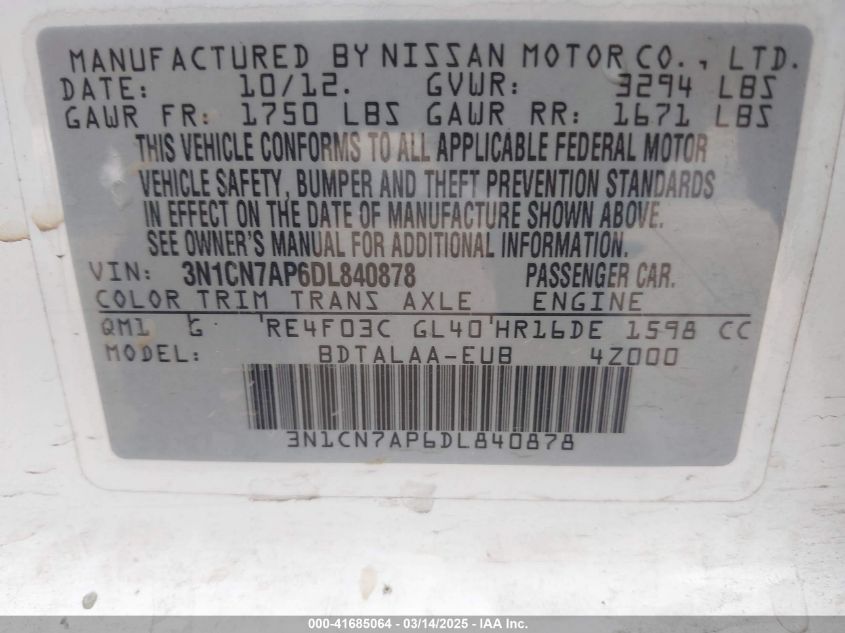 MANUFACTURED BY NISSAN MOTOR CO., LTD.
DATE: 10/12. GVWR: 3294 LBS
GAWR FR: 1750 LBS GAWR RR: 1671 LBS
THIS VEHICLE CONFORMS TO ALL APPLICABLE FEDERAL MOTOR
VEHICLE SAFETY, BUMPER AND THEFT PREVENTION STANDARDS
IN EFFECT ON THE DATE OF MANUFACTURE SHOWN ABOVE.
SEE OWNER'S MANUAL FOR ADDITIONAL INFORMATION.
VIN: 3N1CN7AP6DL840878 PASSENGER CAR.
COLOR TRIM TRANS AXLE ENGINE
QM1 G RE4F03C GL40 HR16DE 1598 CC
MODEL: BDTALAA-EUB 4Z000
3N1CN7AP6DL840878
000-41685064 - 03/14/2025 - IAA Inc.